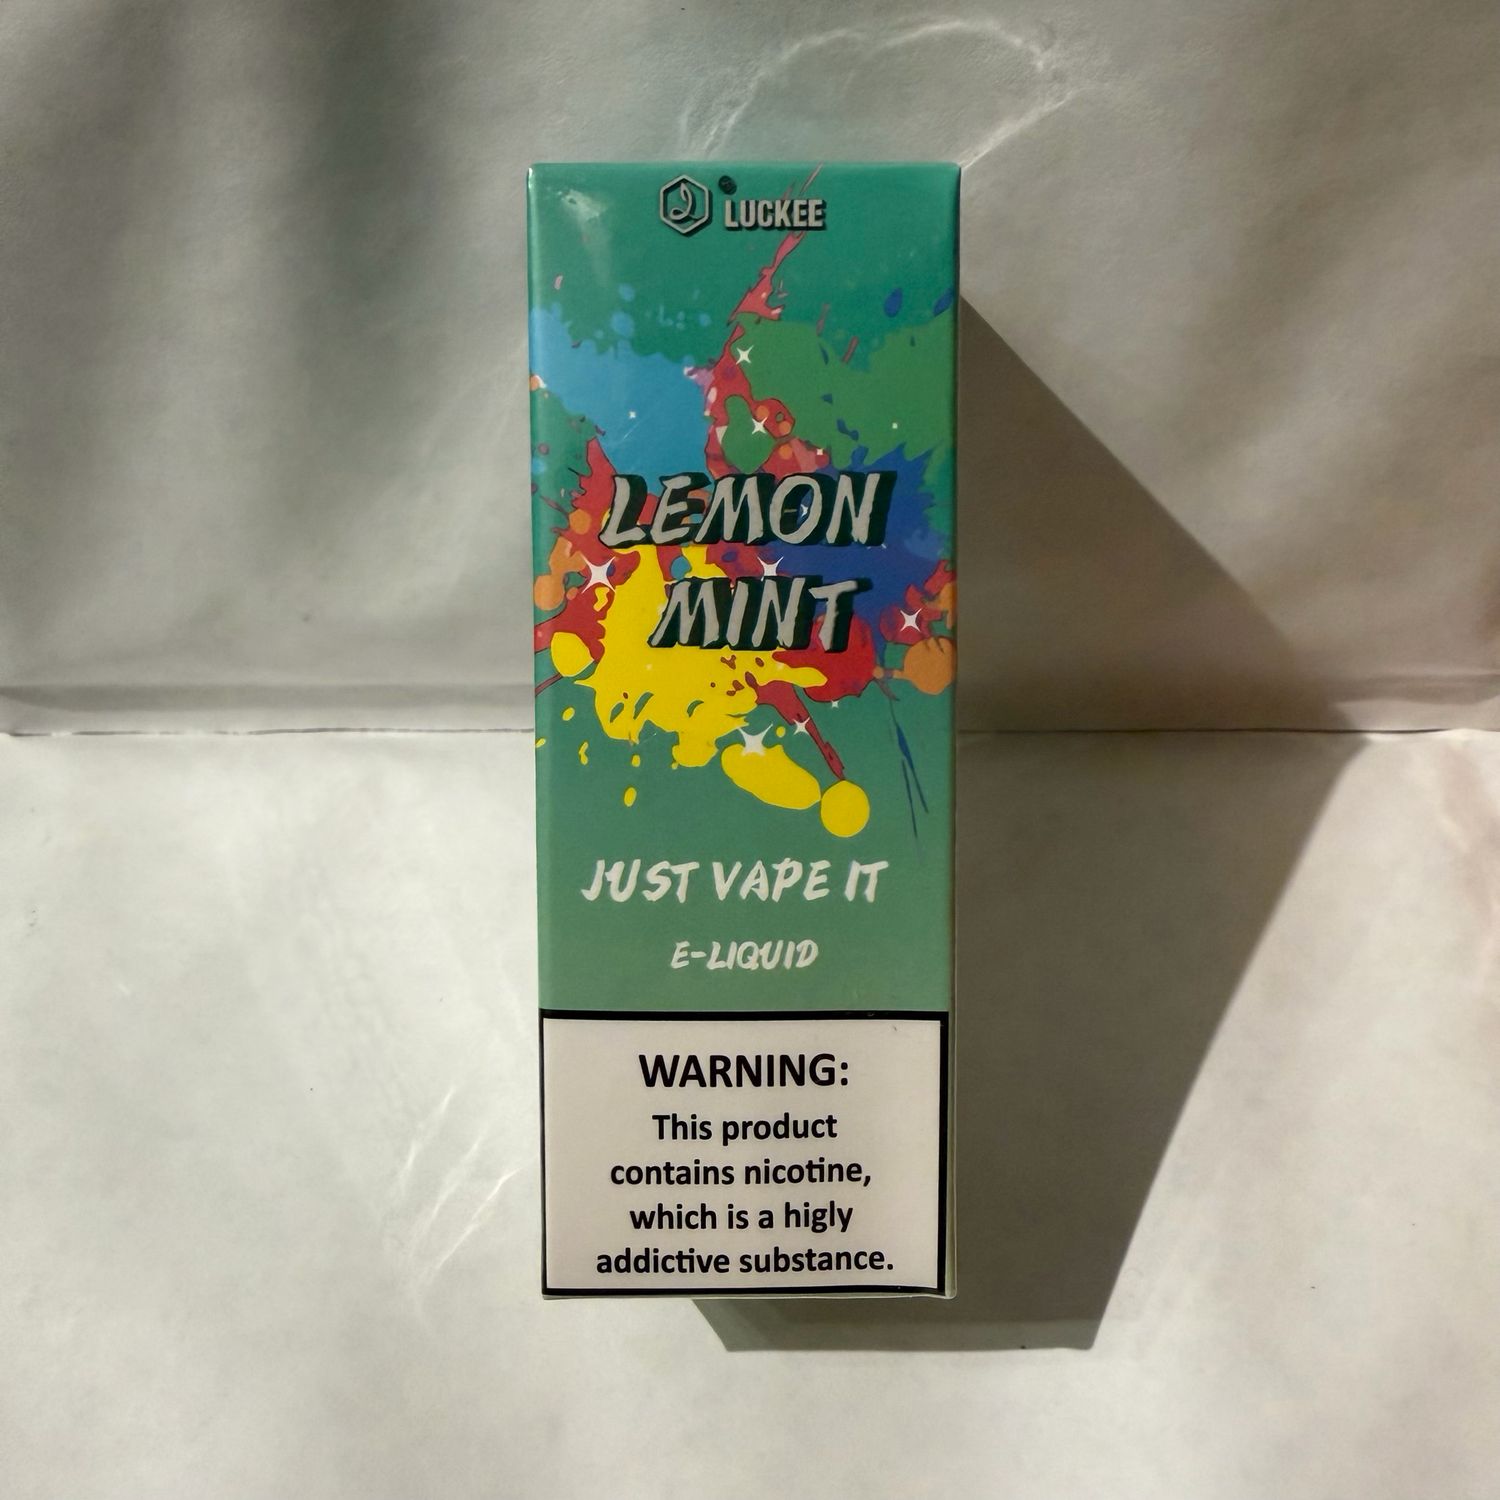 LUCKEE
LEMON
MINT
JUST VAPE IT
E-LIQUID
WARNING:
This product
contains nicotine,
which is a higly
addictive substance.